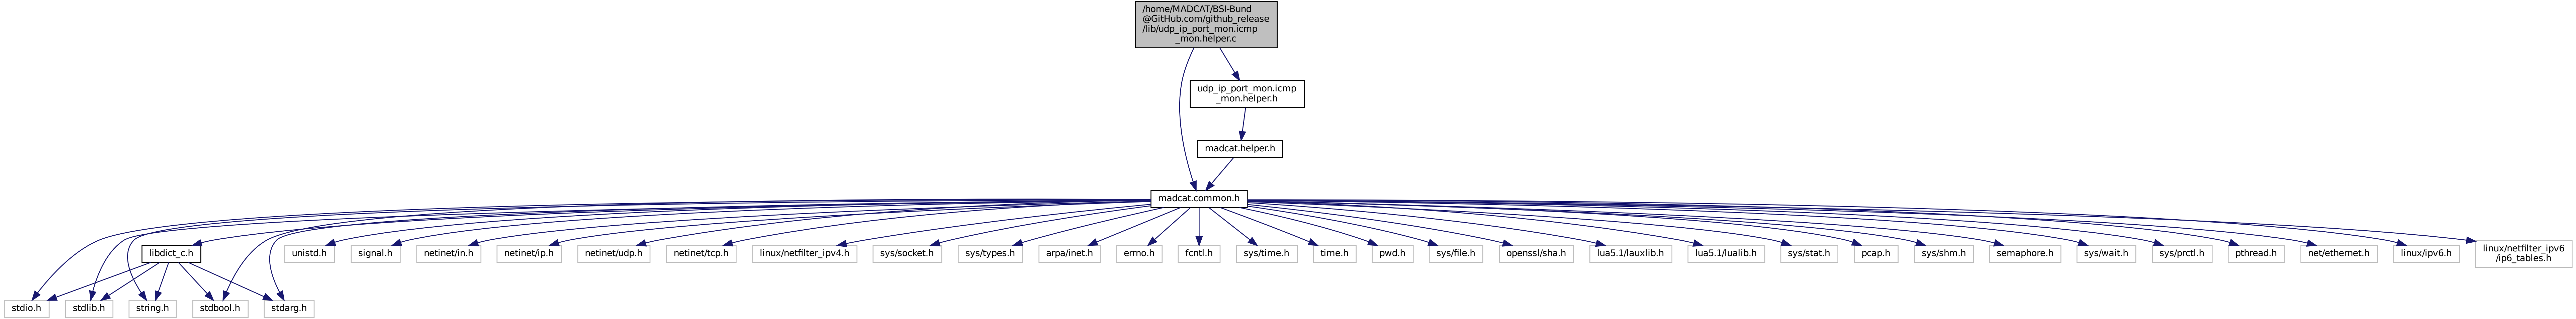 /home/MADCAT/BSI-Bund
@GitHub.com/github_release
/lib/udp_ip_port_mon.icmp
_mon.helper.c
udp_ip_port_mon.icmp
_mon.helper.h
madcat.helper.h
madcat.common.h
libdict_c.h
unistd.h
signal.h
netinet/in.h
netinet/ip.h
netinet/udp.h
netinet/tcp.h
linux/netfilter_ipv4.h
sys/socket.h
sys/types.h
arpa/inet.h
errno.h
fcntl.h
sys/time.h
time.h
pwd.h
sys/file.h
openssl/sha.h
lua5.1/lauxlib.h
lua5.1/lualib.h
sys/stat.h
pcap.h
sys/shm.h
semaphore.h
sys/wait.h
sys/prctl.h
pthread.h
net/ethernet.h
linux/ipv6.h
linux/netfilter_ipv6
/ip6_tables.h
stdio.h
stdlib.h
string.h
stdbool.h
stdarg.h